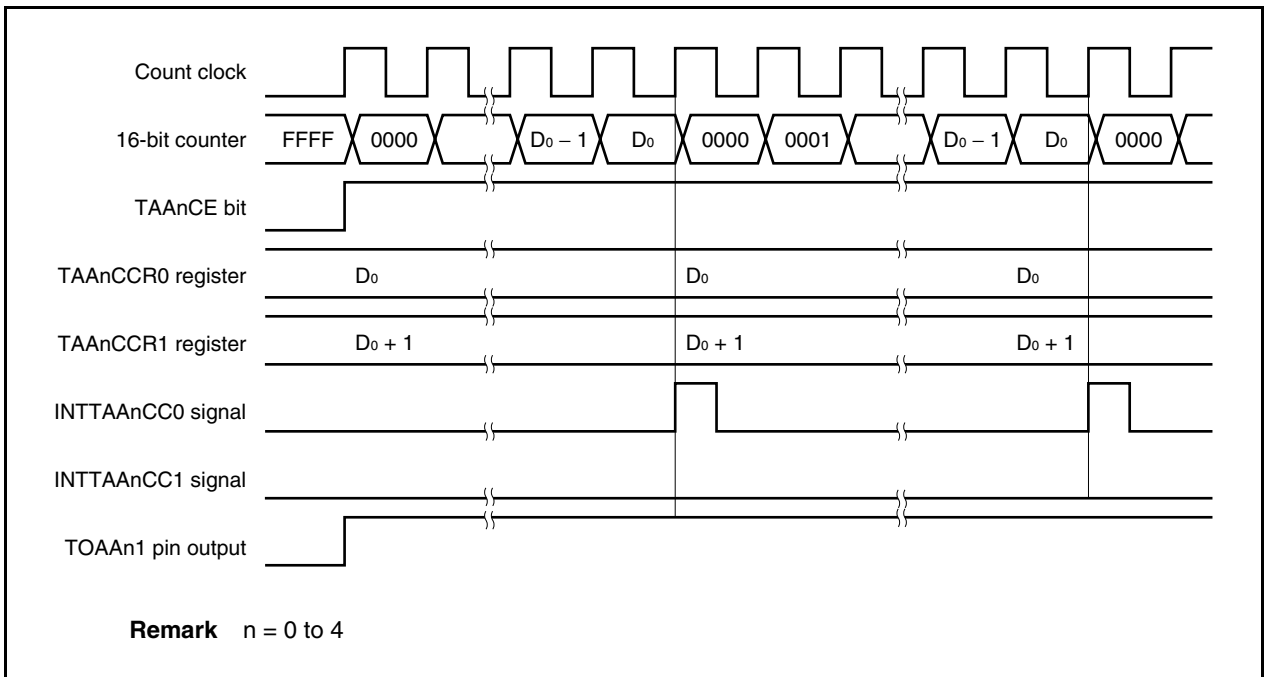 Count clock
16-bit counter FFFF 0000 D₀ – 1 D₀ 0000 0001 D₀ – 1 D₀ 0000
TAAnCE bit
TAAnCCR0 register D₀ D₀ D₀
TAAnCCR1 register D₀ + 1 D₀ + 1 D₀ + 1
INTTAAnCC0 signal
INTTAAnCC1 signal
TOAAn1 pin output
Remark n = 0 to 4